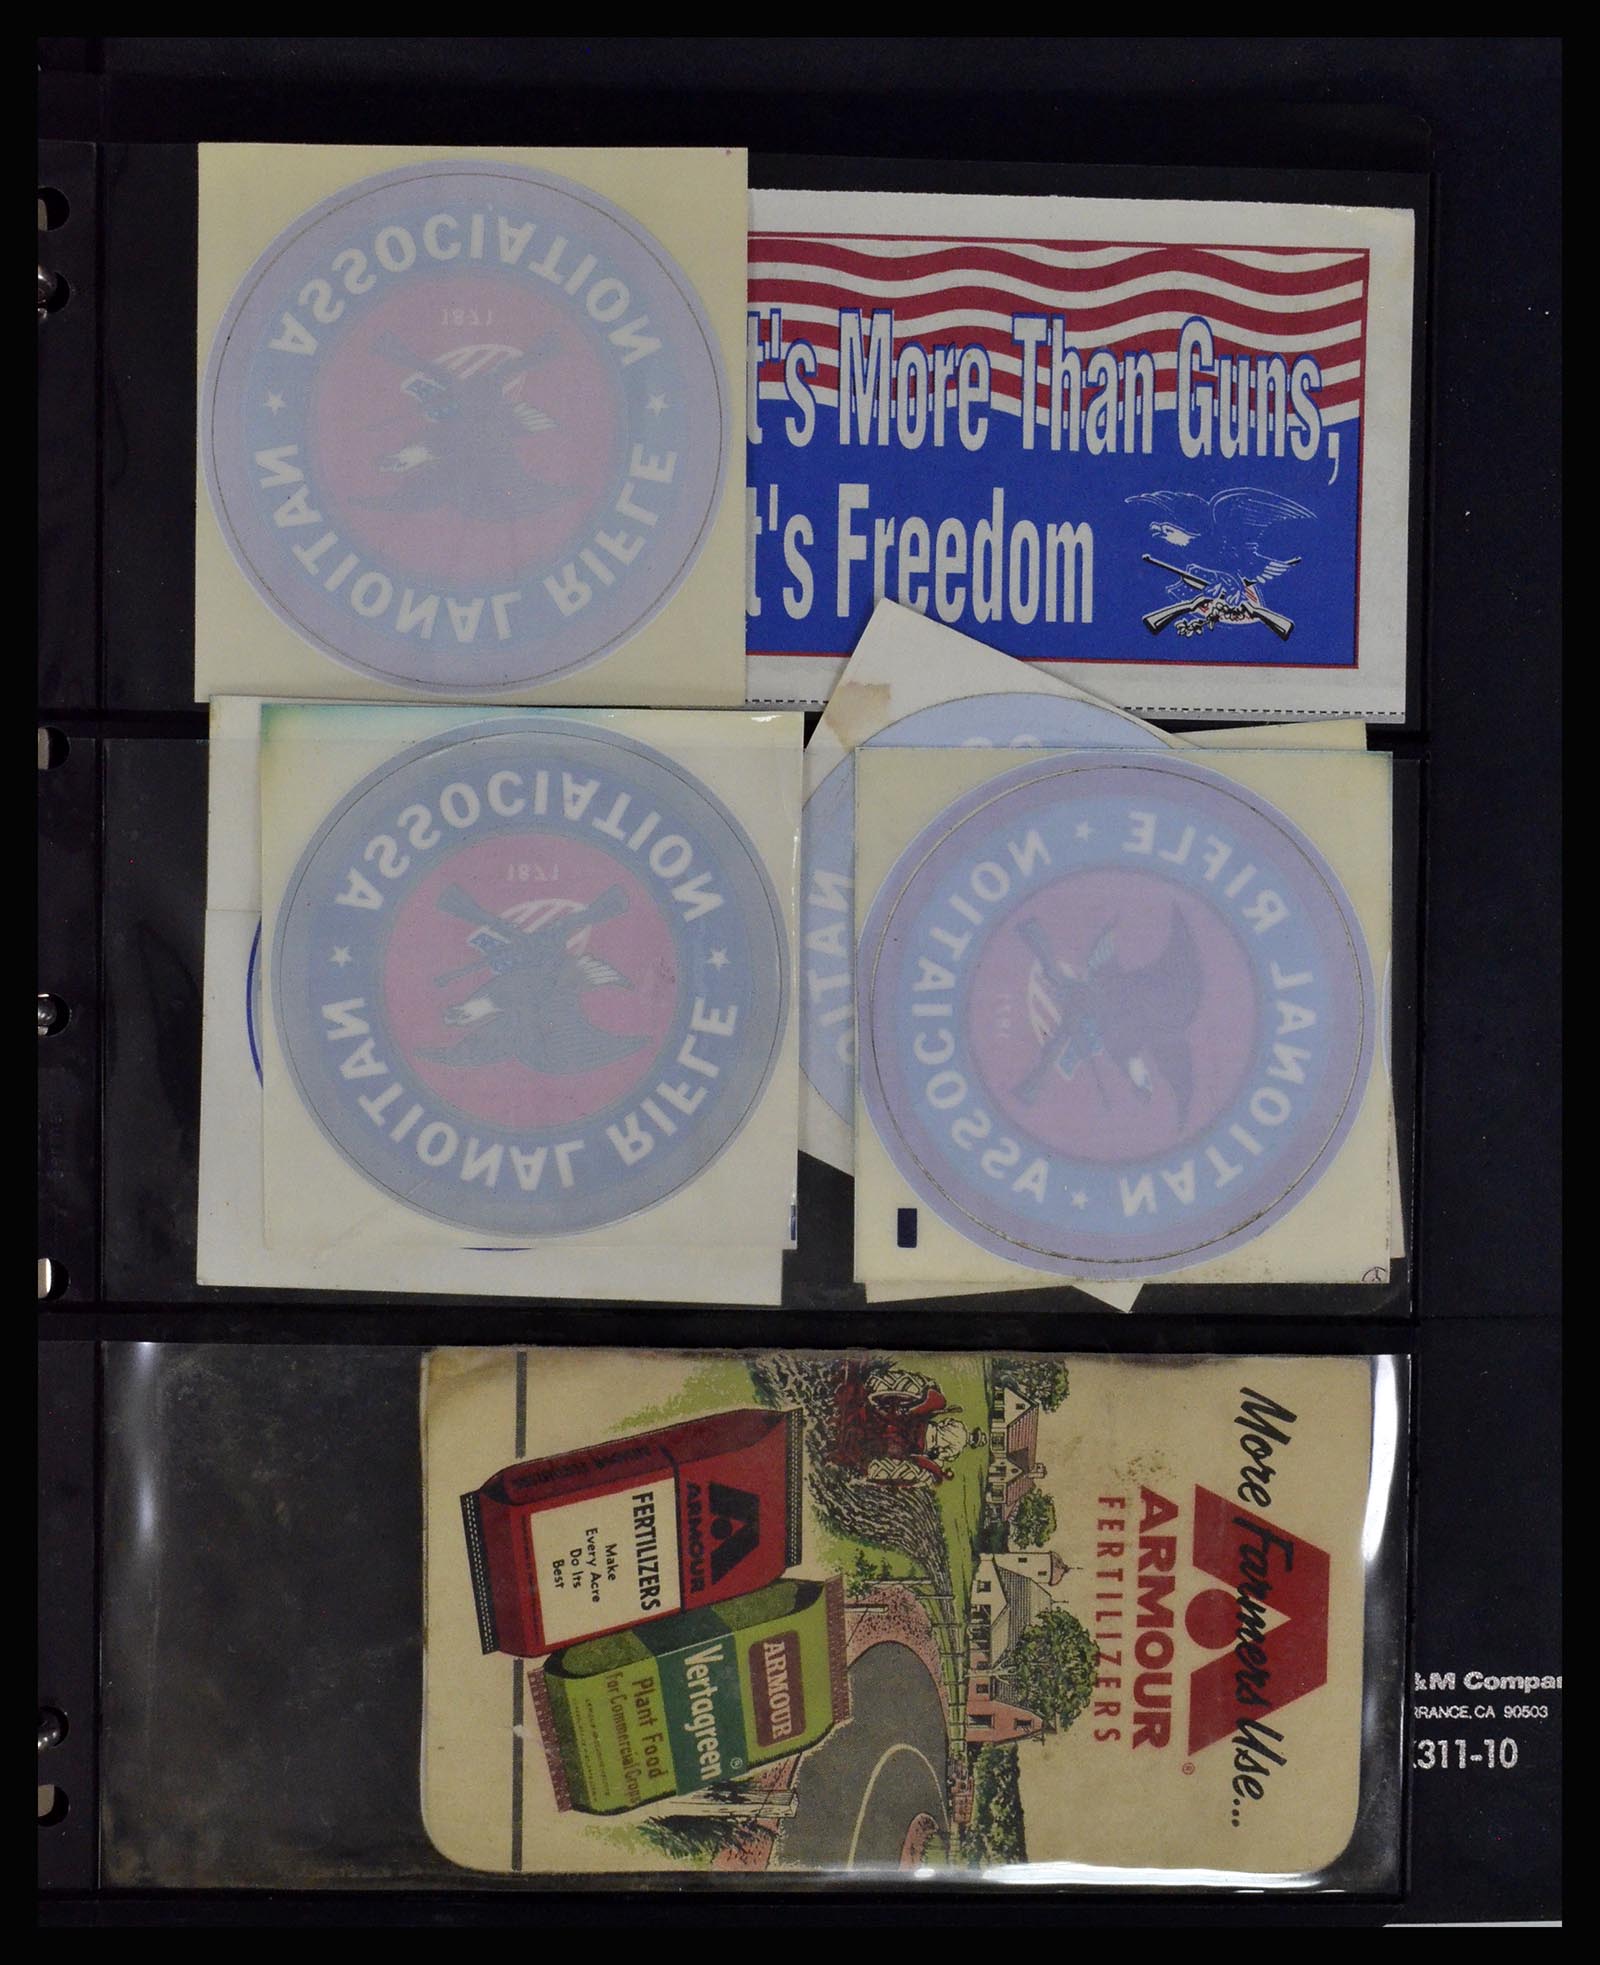 NATIONAL RIFLE
ASSOCIATION
1871
t's More Than Guns,
t's Freedom
NATIONAL RIFLE
ASSOCIATION
1871
NATIO
NATIONAL RIFLE
ASSOCIATION
1871
More Farmers Use...
ARMOUR®
FERTILIZERS
ARMOUR
FERTILIZERS
Make
Every Acre
Do Its
Best
ARMOUR
Vertagreen®
Plant Food
for Commercial Crops
&M Compa
RRANCE, CA 90503
311-10